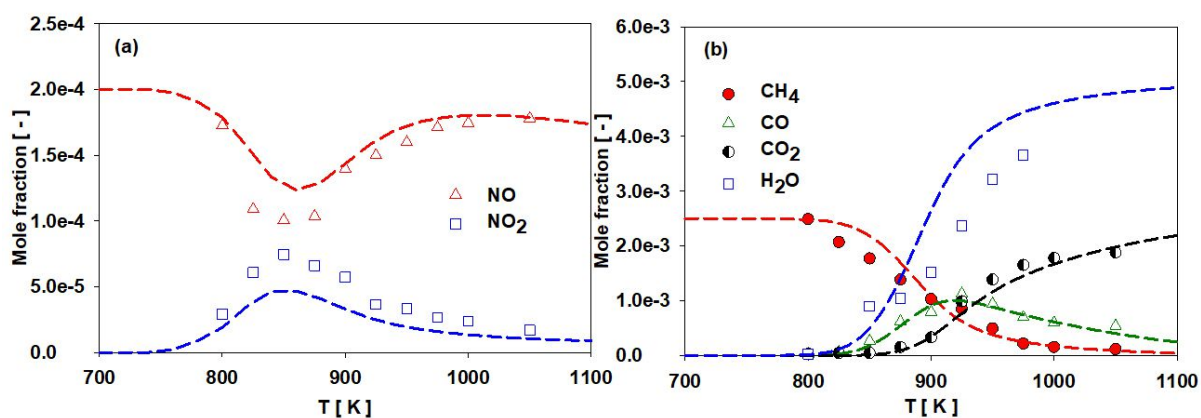 (a)
Mole fraction [ - ]
2.5e-4
2.0e-4
1.5e-4
1.0e-4
5.0e-5
0.0
NO
NO2
700 800 900 1000 1100
T [ K ]
(b)
Mole fraction [ - ]
6.0e-3
5.0e-3
4.0e-3
3.0e-3
2.0e-3
1.0e-3
0.0
CH4
CO
CO2
H2O
700 800 900 1000 1100
T [ K ]